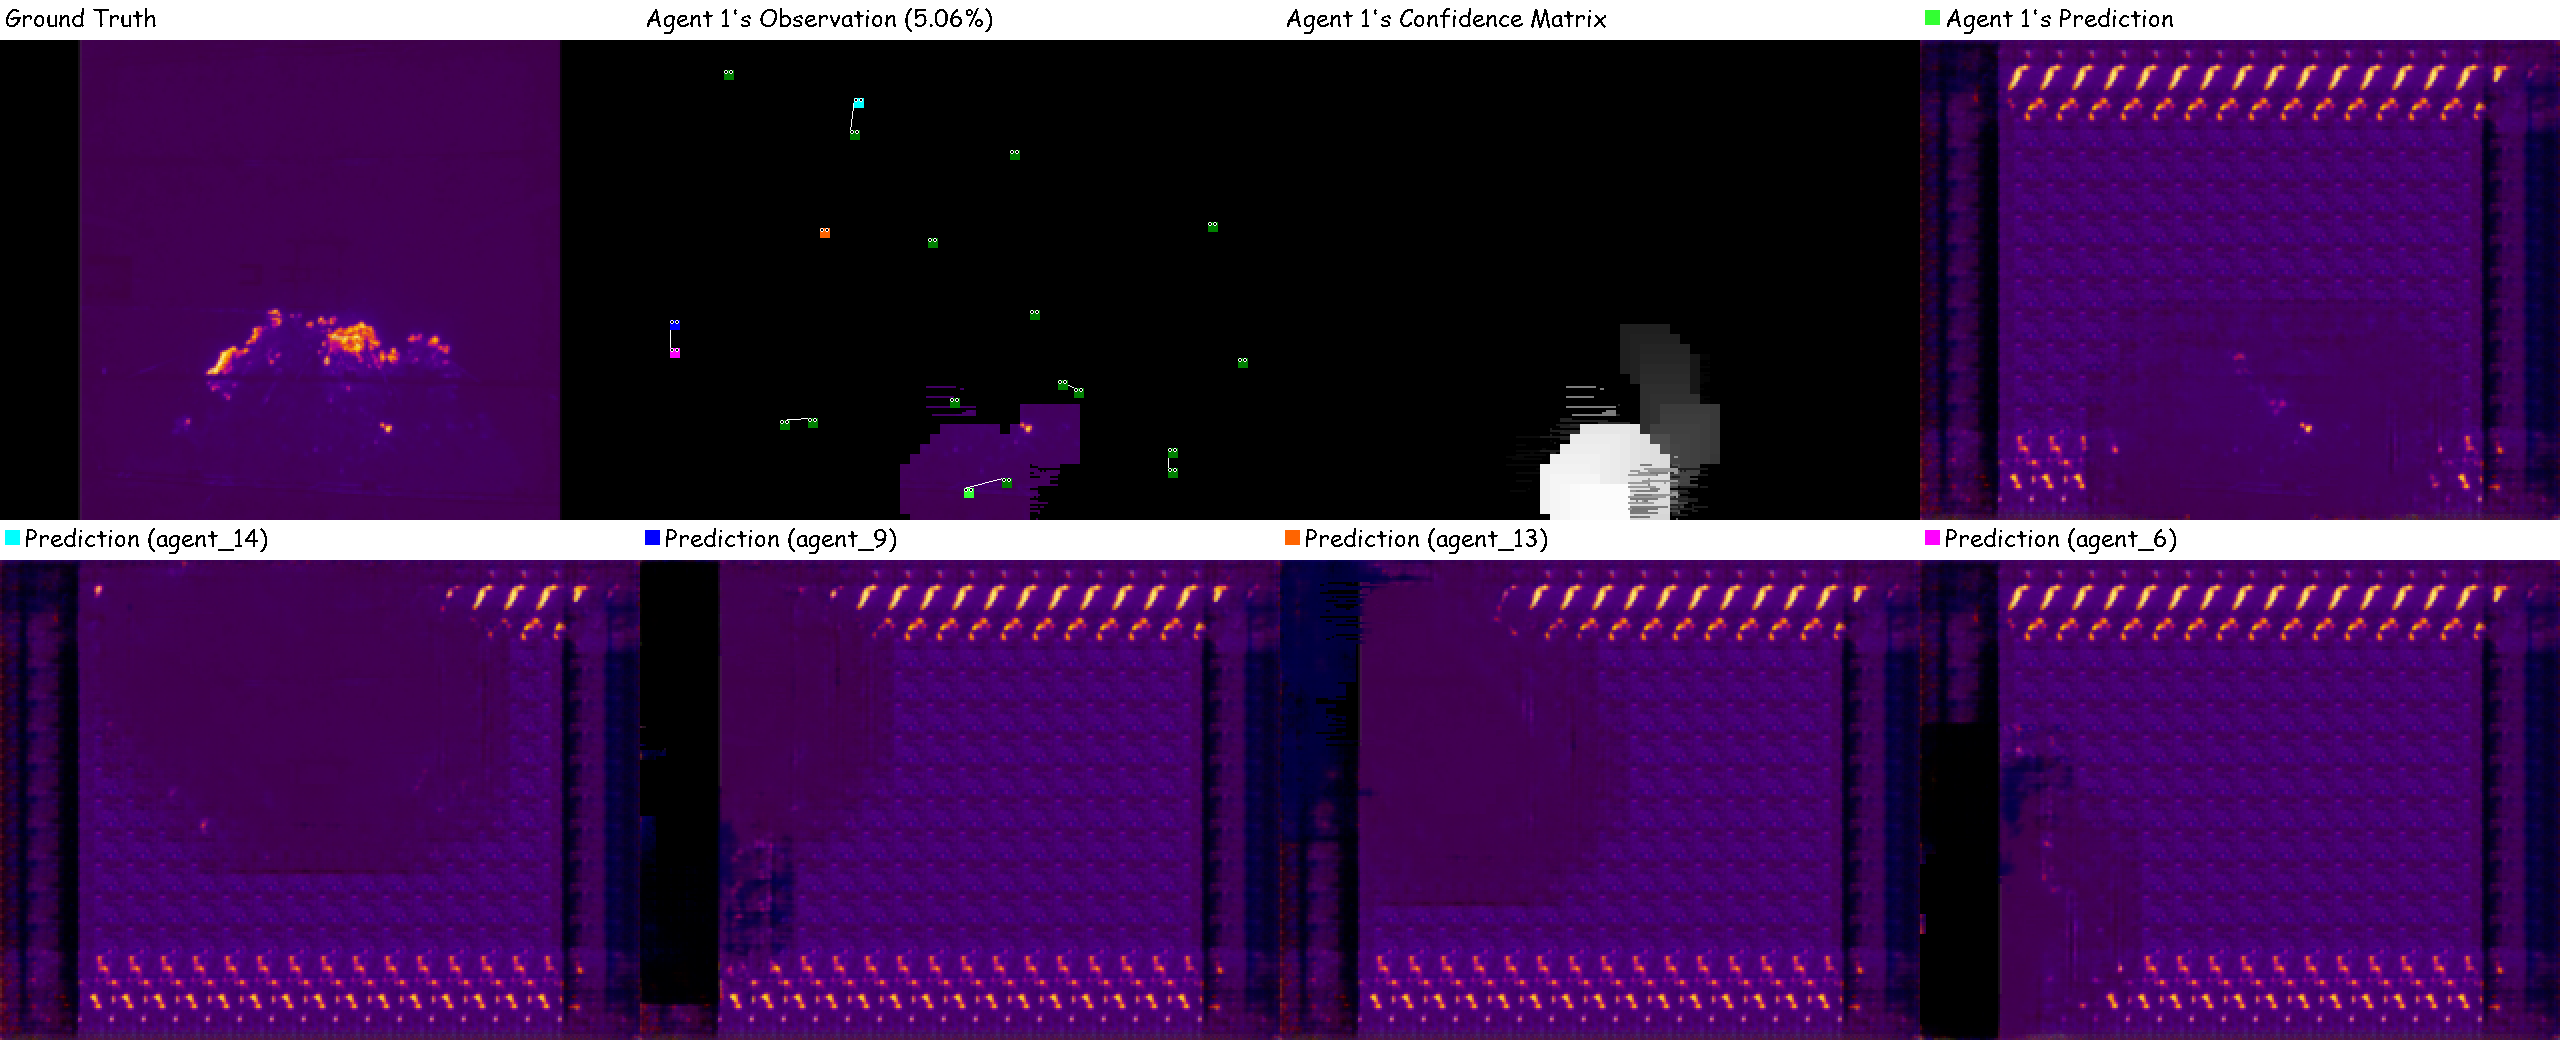 Ground Truth
Agent 1's Observation (5.06%)
Agent 1's Confidence Matrix
Agent 1's Prediction
Prediction (agent_14)
Prediction (agent_9)
Prediction (agent_13)
Prediction (agent_6)